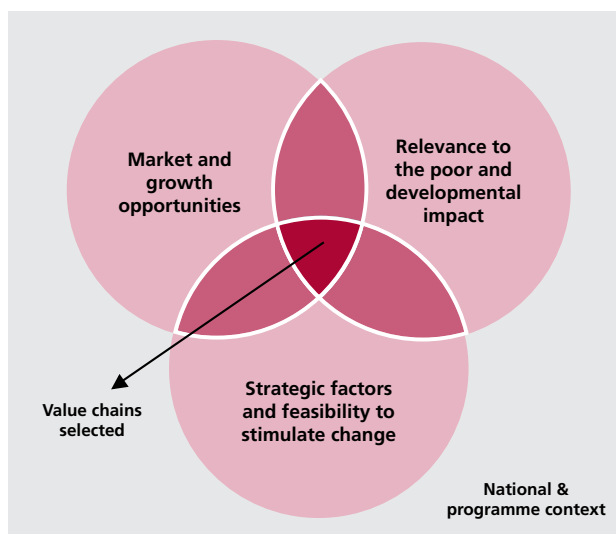 Market and
growth
opportunities
Relevance to
the poor and
developmental
impact
Strategic factors
and feasibility to
stimulate change
Value chains
selected
National &
programme context